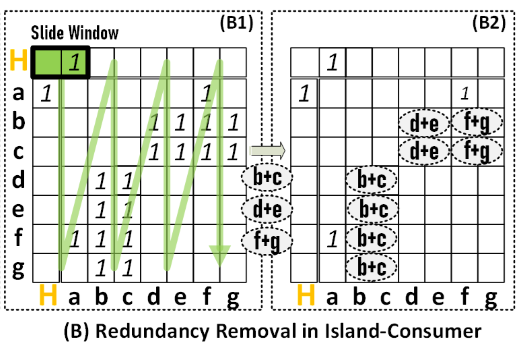 (B1) (B2)
Slide Window
H 1 1
a 1 1 1 1
b 1 1 1 1 d+e f+g
c 1 1 1 1 d+e f+g
d 1 1 b+c b+c
e 1 1 d+e b+c
f 1 1 1 f+g 1 b+c
g 1 1 b+c
H a b c d e f g H a b c d e f g
(B) Redundancy Removal in Island-Consumer